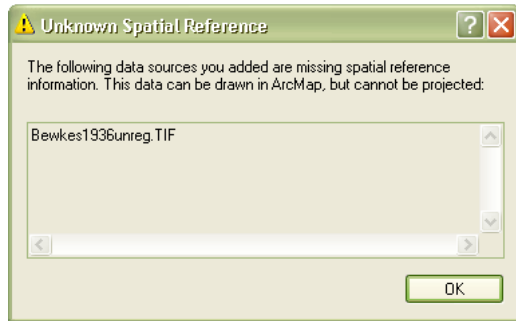 Unknown Spatial Reference
The following data sources you added are missing spatial reference
information. This data can be drawn in ArcMap, but cannot be projected:
Bewkes1936unreg.TIF
OK